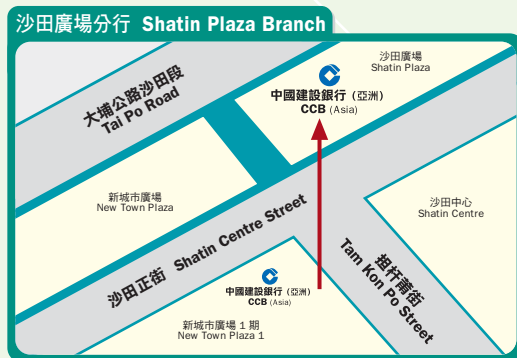 沙田廣場分行 Shatin Plaza Branch
沙田廣場
Shatin Plaza
大埔公路沙田段
Tai Po Road
中國建設銀行（亞洲）
CCB (Asia)
新城市廣場
New Town Plaza
沙田中心
Shatin Centre
沙田正街 Shatin Centre Street
担杆莆街
Tam Kon Po Street
中國建設銀行（亞洲）
CCB (Asia)
新城市廣場 1 期
New Town Plaza 1